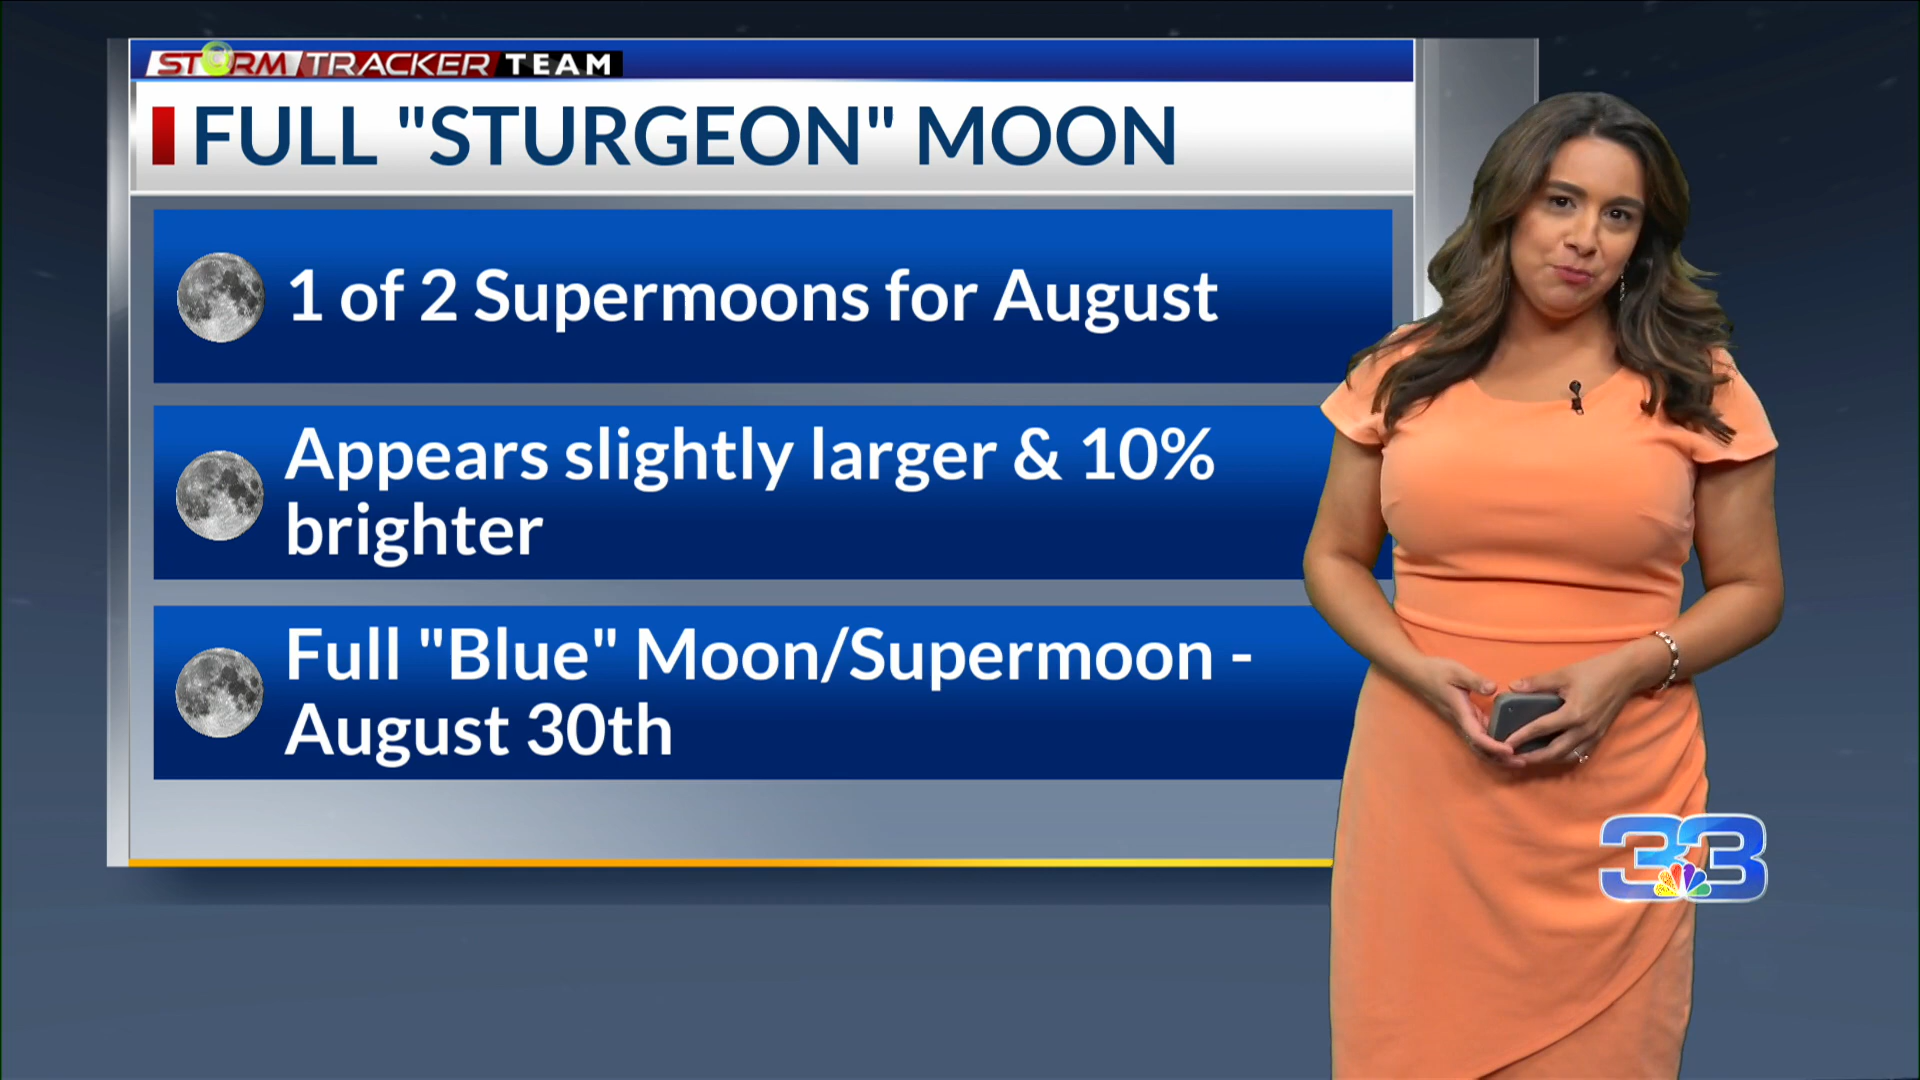 STORM TRACKER TEAM
FULL "STURGEON" MOON
1 of 2 Supermoons for August
Appears slightly larger & 10%
brighter
Full "Blue" Moon/Supermoon -
August 30th
33